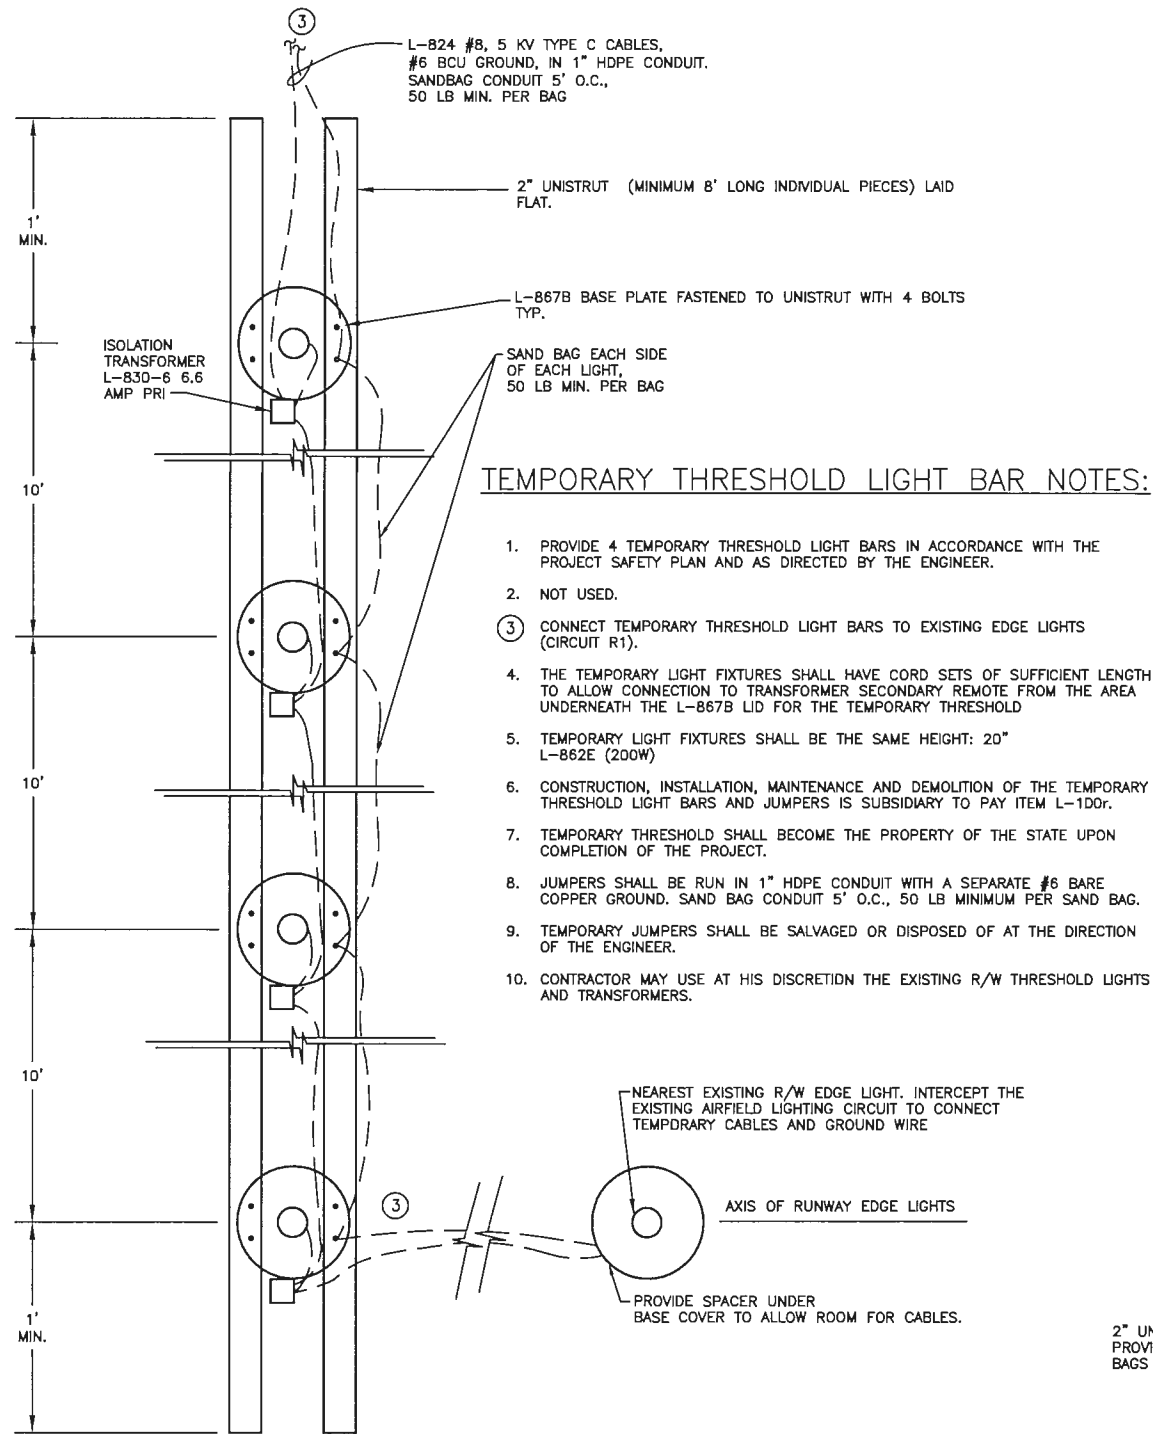 3
L-824 #8, 5 KV TYPE C CABLES,
#6 BCU GROUND, IN 1" HDPE CONDUIT.
SANDBAG CONDUIT 5' O.C.,
50 LB MIN. PER BAG
2" UNISTRUT (MINIMUM 8' LONG INDIVIDUAL PIECES) LAID
FLAT.
1'
MIN.
L-867B BASE PLATE FASTENED TO UNISTRUT WITH 4 BOLTS
TYP.
ISOLATION
TRANSFORMER
L-830-6 6.6
AMP PRI
SAND BAG EACH SIDE
OF EACH LIGHT,
50 LB MIN. PER BAG
10'
TEMPORARY THRESHOLD LIGHT BAR NOTES:
1. PROVIDE 4 TEMPORARY THRESHOLD LIGHT BARS IN ACCORDANCE WITH THE
PROJECT SAFETY PLAN AND AS DIRECTED BY THE ENGINEER.
2. NOT USED.
3 CONNECT TEMPORARY THRESHOLD LIGHT BARS TO EXISTING EDGE LIGHTS
(CIRCUIT R1).
4. THE TEMPORARY LIGHT FIXTURES SHALL HAVE CORD SETS OF SUFFICIENT LENGTH
TO ALLOW CONNECTION TO TRANSFORMER SECONDARY REMOTE FROM THE AREA
UNDERNEATH THE L-867B LID FOR THE TEMPORARY THRESHOLD
5. TEMPORARY LIGHT FIXTURES SHALL BE THE SAME HEIGHT: 20"
L-862E (200W)
10'
6. CONSTRUCTION, INSTALLATION, MAINTENANCE AND DEMOLITION OF THE TEMPORARY
THRESHOLD LIGHT BARS AND JUMPERS IS SUBSIDIARY TO PAY ITEM L-100r.
7. TEMPORARY THRESHOLD SHALL BECOME THE PROPERTY OF THE STATE UPON
COMPLETION OF THE PROJECT.
8. JUMPERS SHALL BE RUN IN 1" HDPE CONDUIT WITH A SEPARATE #6 BARE
COPPER GROUND. SAND BAG CONDUIT 5' O.C., 50 LB MINIMUM PER SAND BAG.
9. TEMPORARY JUMPERS SHALL BE SALVAGED OR DISPOSED OF AT THE DIRECTION
OF THE ENGINEER.
10. CONTRACTOR MAY USE AT HIS DISCRETION THE EXISTING R/W THRESHOLD LIGHTS
AND TRANSFORMERS.
10'
NEAREST EXISTING R/W EDGE LIGHT. INTERCEPT THE
EXISTING AIRFIELD LIGHTING CIRCUIT TO CONNECT
TEMPORARY CABLES AND GROUND WIRE
3
AXIS OF RUNWAY EDGE LIGHTS
PROVIDE SPACER UNDER
BASE COVER TO ALLOW ROOM FOR CABLES.
1'
MIN.
2" UN
PROVI
BAGS